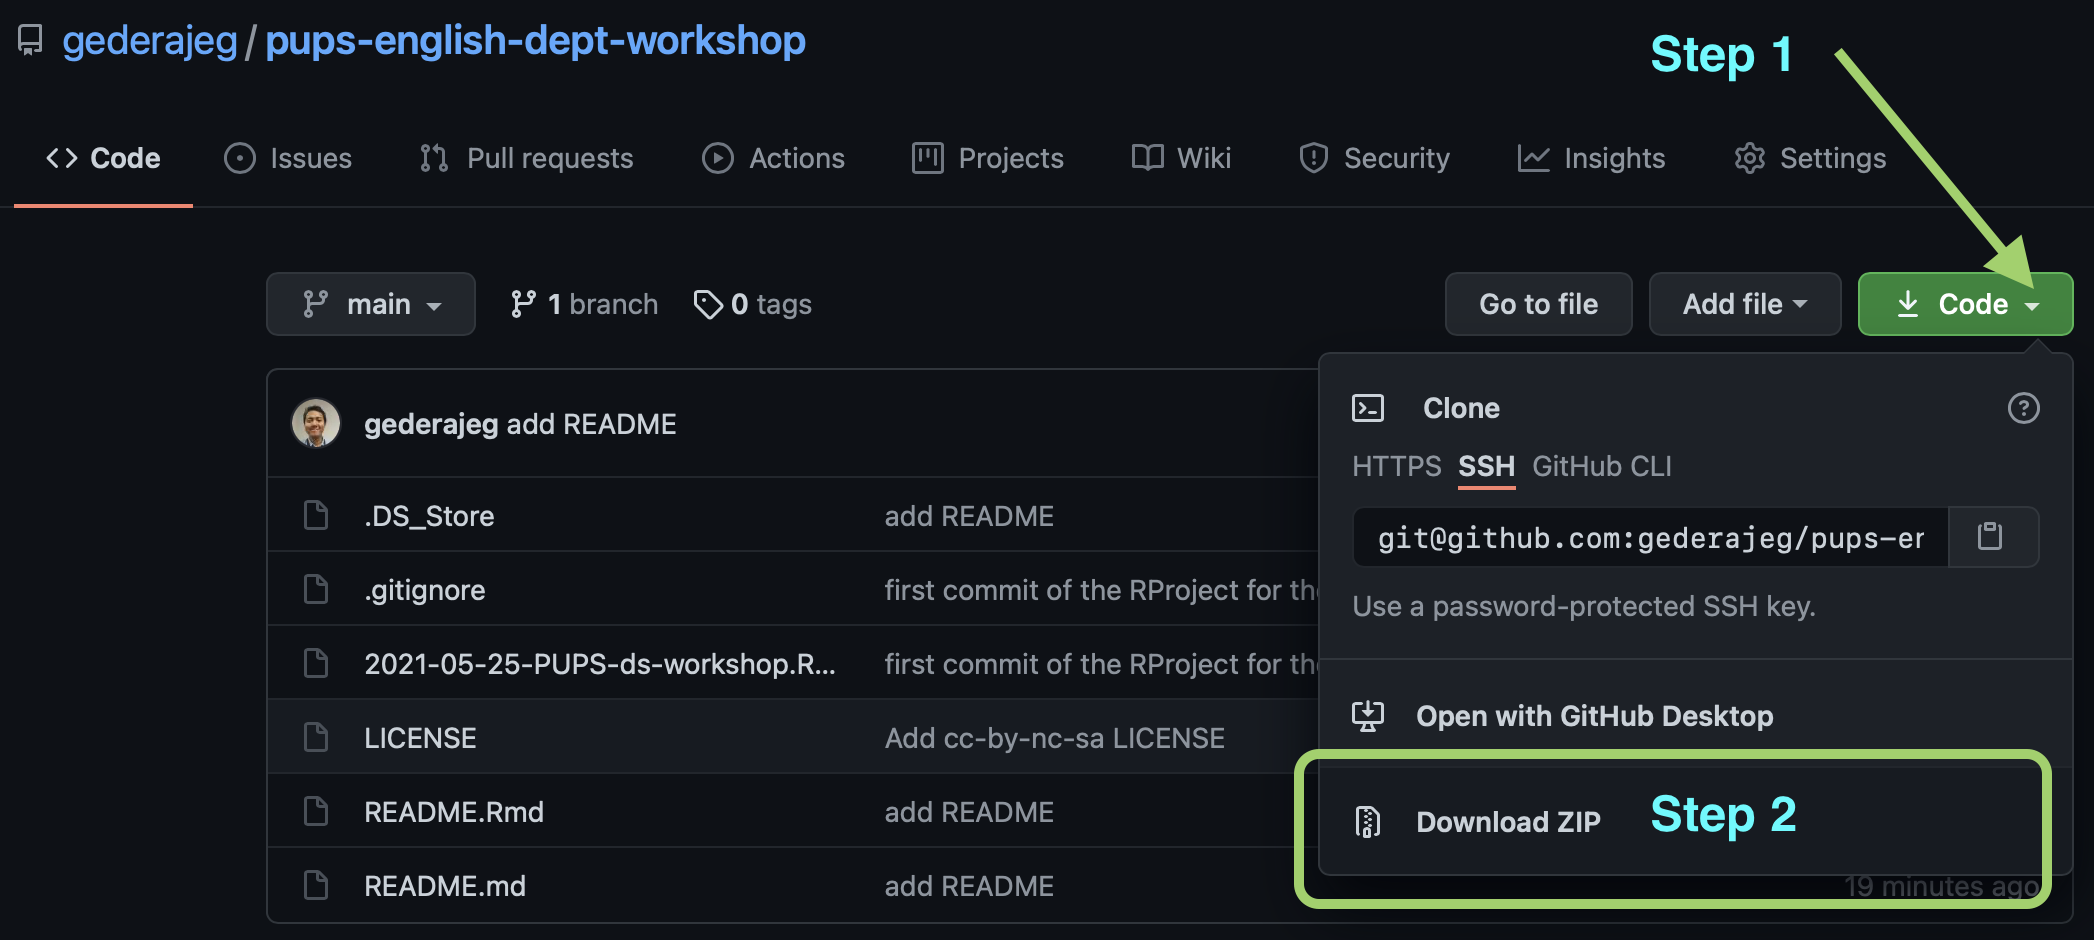 gederajeg / pups-english-dept-workshop
Step 1
Code Issues Pull requests Actions Projects Wiki Security Insights Settings
main 1 branch 0 tags Go to file Add file Code
gederajeg add README
Clone
HTTPS SSH GitHub CLI
.DS_Store add README
git@github.com:gederajeg/pups-er
.gitignore first commit of the RProject for the
Use a password-protected SSH key.
2021-05-25-PUPS-ds-workshop.R... first commit of the RProject for the
Open with GitHub Desktop
LICENSE Add cc-by-nc-sa LICENSE
README.Rmd add README
Download ZIP Step 2
README.md add README 19 minutes ago